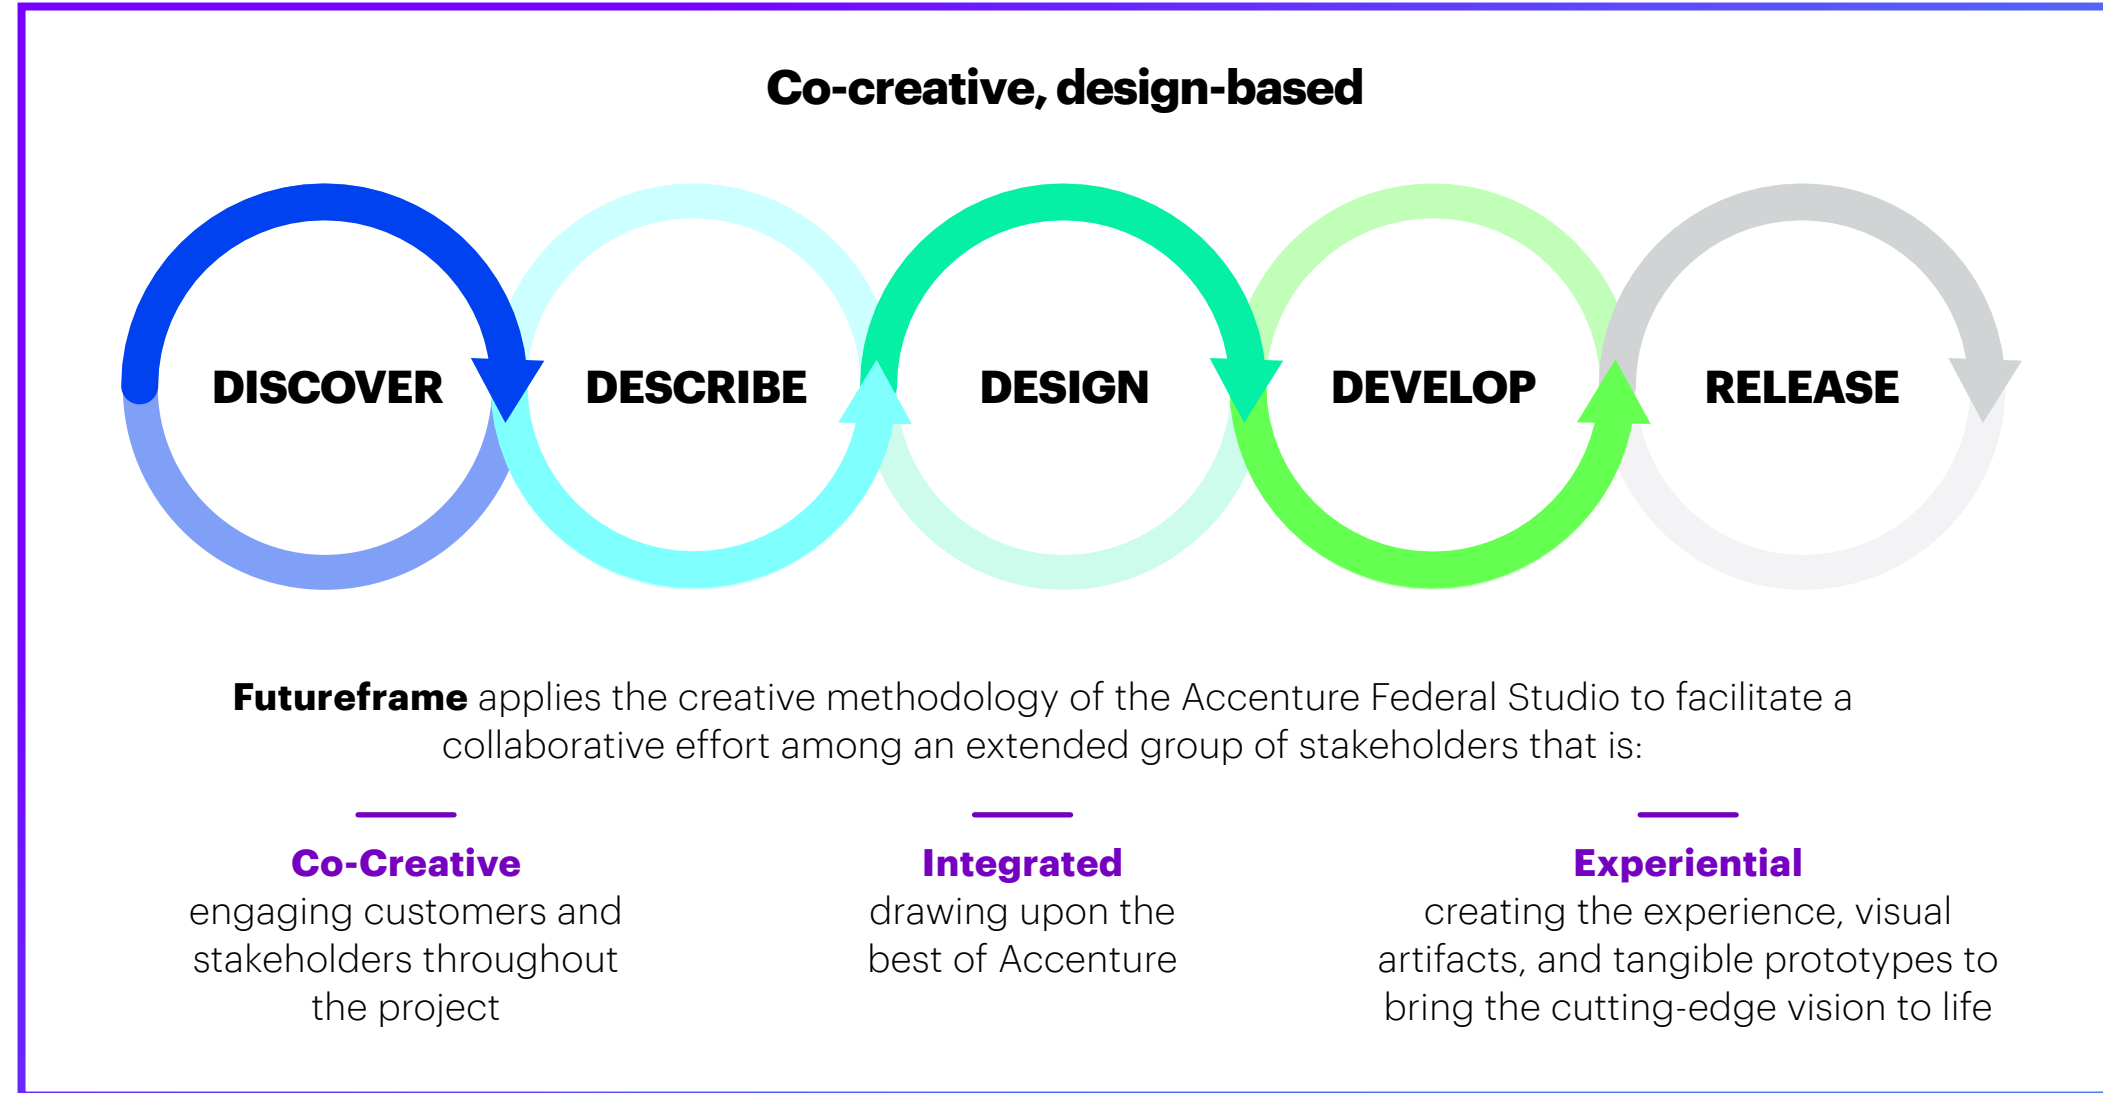 Co-creative, design-based
DISCOVER
DESCRIBE
DESIGN
DEVELOP
RELEASE
Futureframe applies the creative methodology of the Accenture Federal Studio to facilitate a
collaborative effort among an extended group of stakeholders that is:
Co-Creative
engaging customers and
stakeholders throughout
the project
Integrated
drawing upon the
best of Accenture
Experiential
creating the experience, visual
artifacts, and tangible prototypes to
bring the cutting-edge vision to life